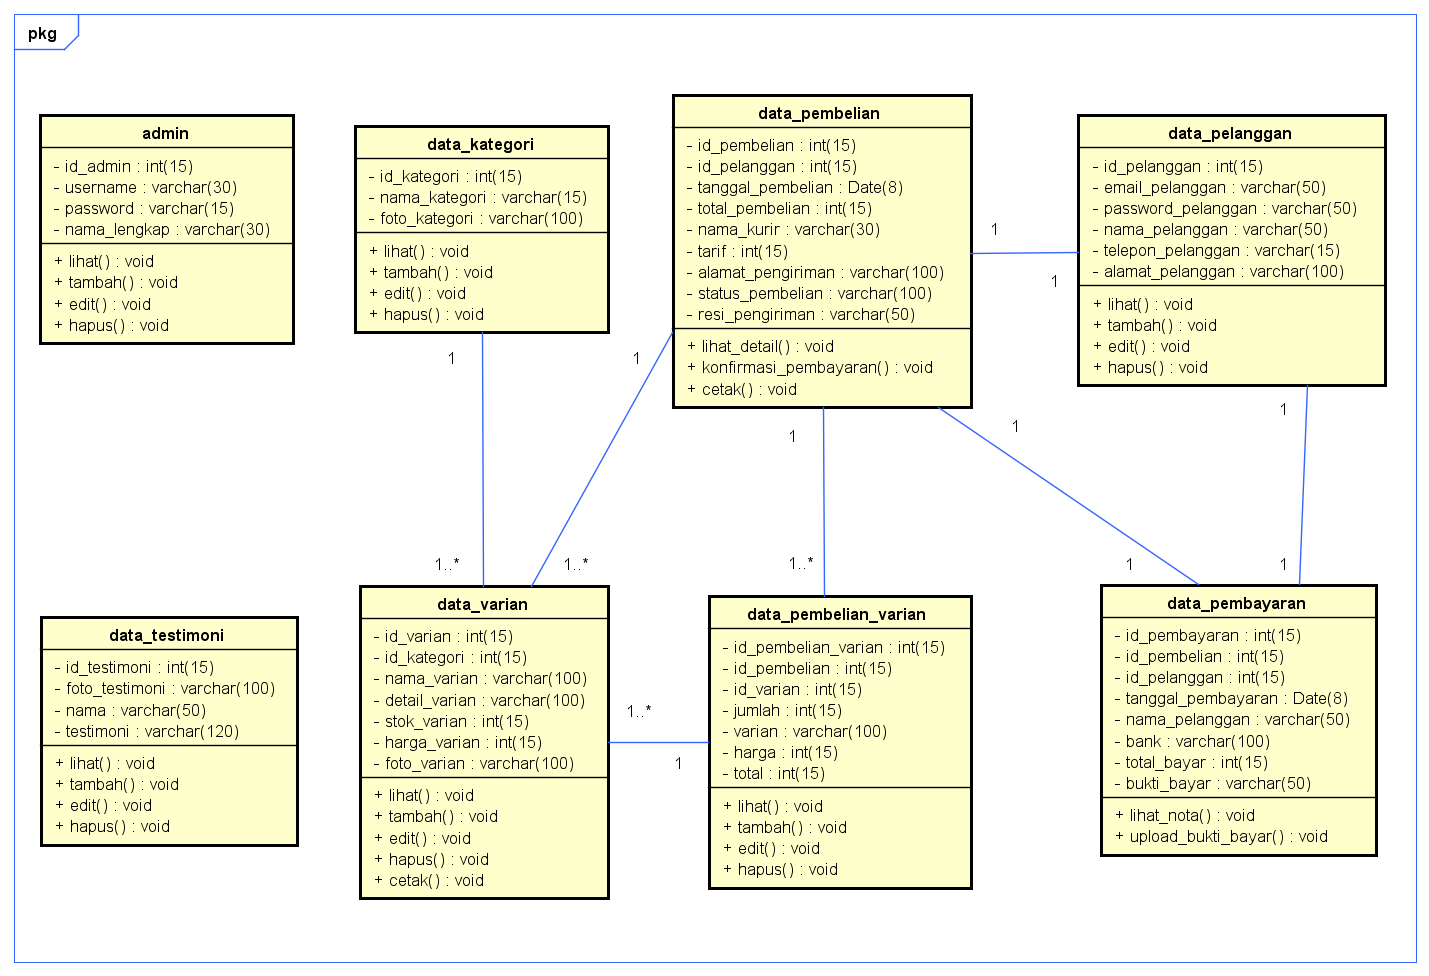 pkg
admin
- id_admin : int(15)
- username : varchar(30)
- password : varchar(15)
- nama_lengkap : varchar(30)
+ lihat() : void
+ tambah() : void
+ edit() : void
+ hapus() : void
data_kategori
- id_kategori : int(15)
- nama_kategori : varchar(15)
- foto_kategori : varchar(100)
+ lihat() : void
+ tambah() : void
+ edit() : void
+ hapus() : void
data_pembelian
- id_pembelian : int(15)
- id_pelanggan : int(15)
- tanggal_pembelian : Date(8)
- total_pembelian : int(15)
- nama_kurir : varchar(30)
- tarif : int(15)
- alamat_pengiriman : varchar(100)
- status_pembelian : varchar(100)
- resi_pengiriman : varchar(50)
+ lihat_detail() : void
+ konfirmasi_pembayaran() : void
+ cetak() : void
data_pelanggan
- id_pelanggan : int(15)
- email_pelanggan : varchar(50)
- password_pelanggan : varchar(50)
- nama_pelanggan : varchar(50)
- telepon_pelanggan : varchar(15)
- alamat_pelanggan : varchar(100)
+ lihat() : void
+ tambah() : void
+ edit() : void
+ hapus() : void
1
1
1
1
1
1
1
1..*
1..*
1..*
1
1
data_testimoni
- id_testimoni : int(15)
- foto_testimoni : varchar(100)
- nama : varchar(50)
- testimoni : varchar(120)
+ lihat() : void
+ tambah() : void
+ edit() : void
+ hapus() : void
data_varian
- id_varian : int(15)
- id_kategori : int(15)
- nama_varian : varchar(100)
- detail_varian : varchar(100)
- stok_varian : int(15)
- harga_varian : int(15)
- foto_varian : varchar(100)
+ lihat() : void
+ tambah() : void
+ edit() : void
+ hapus() : void
+ cetak() : void
1..*
1
data_pembelian_varian
- id_pembelian_varian : int(15)
- id_pembelian : int(15)
- id_varian : int(15)
- jumlah : int(15)
- varian : varchar(100)
- harga : int(15)
- total : int(15)
+ lihat() : void
+ tambah() : void
+ edit() : void
+ hapus() : void
data_pembayaran
- id_pembayaran : int(15)
- id_pembelian : int(15)
- id_pelanggan : int(15)
- tanggal_pembayaran : Date(8)
- nama_pelanggan : varchar(50)
- bank : varchar(100)
- total_bayar : int(15)
- bukti_bayar : varchar(50)
+ lihat_nota() : void
+ upload_bukti_bayar() : void